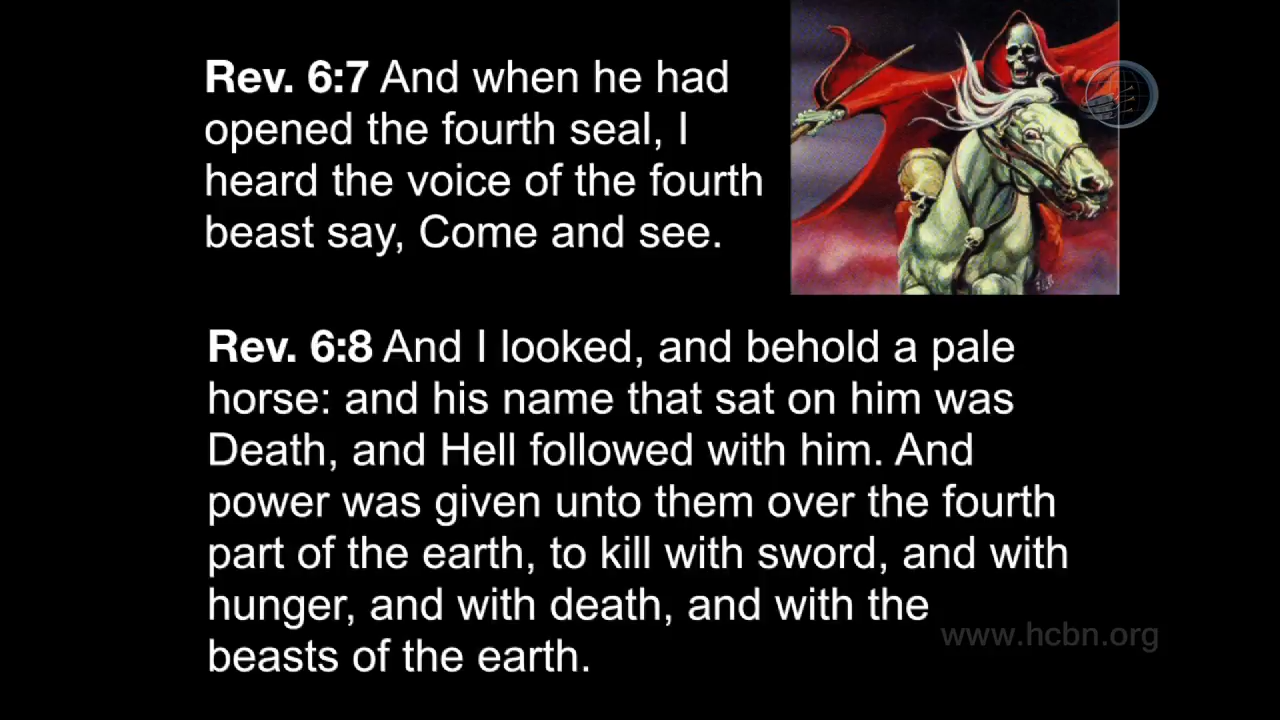 Rev. 6:7 And when he had
opened the fourth seal, I
heard the voice of the fourth
beast say, Come and see.
Rev. 6:8 And I looked, and behold a pale
horse: and his name that sat on him was
Death, and Hell followed with him. And
power was given unto them over the fourth
part of the earth, to kill with sword, and with
hunger, and with death, and with the
beasts of the earth.
www.hcbn.org